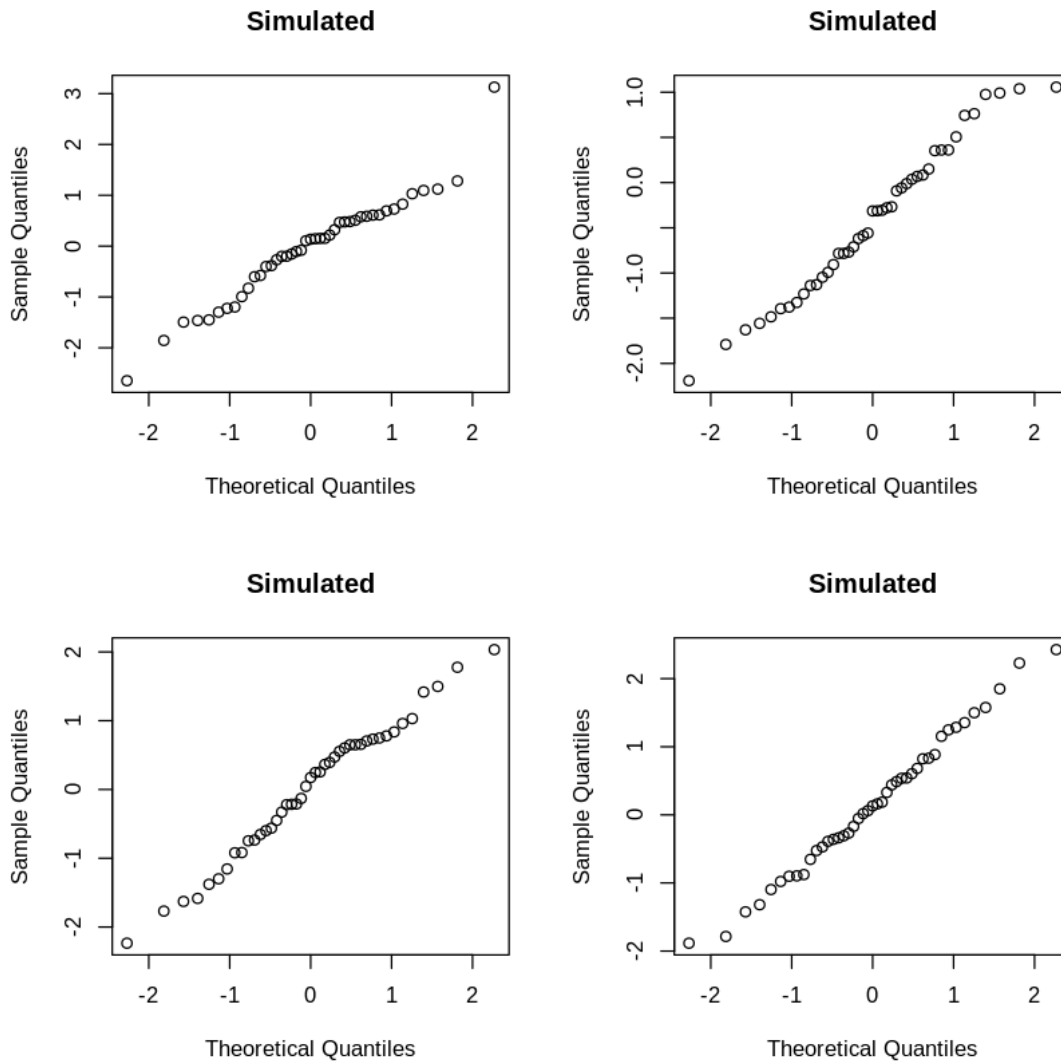 Simulated
Sample Quantiles
3
2
1
0
-1
-2
-2 -1 0 1 2
Theoretical Quantiles
Simulated
Sample Quantiles
1.0
0.0
-1.0
-2.0
-2 -1 0 1 2
Theoretical Quantiles
Simulated
Sample Quantiles
2
1
0
-1
-2
-2 -1 0 1 2
Theoretical Quantiles
Simulated
Sample Quantiles
2
1
0
-1
-2
-2 -1 0 1 2
Theoretical Quantiles